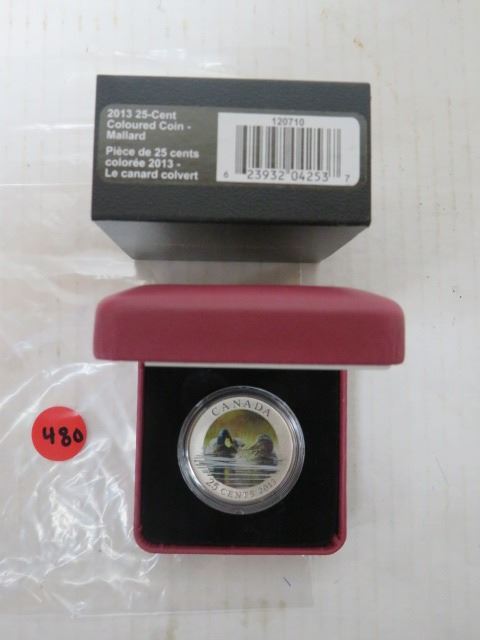 2013 25-Cent
Coloured Coin -
Mallard
Pièce de 25 cents
colorée 2013 -
Le canard colvert
120710
6 23932 04253 7
480
CANADA
25 CENTS 2013